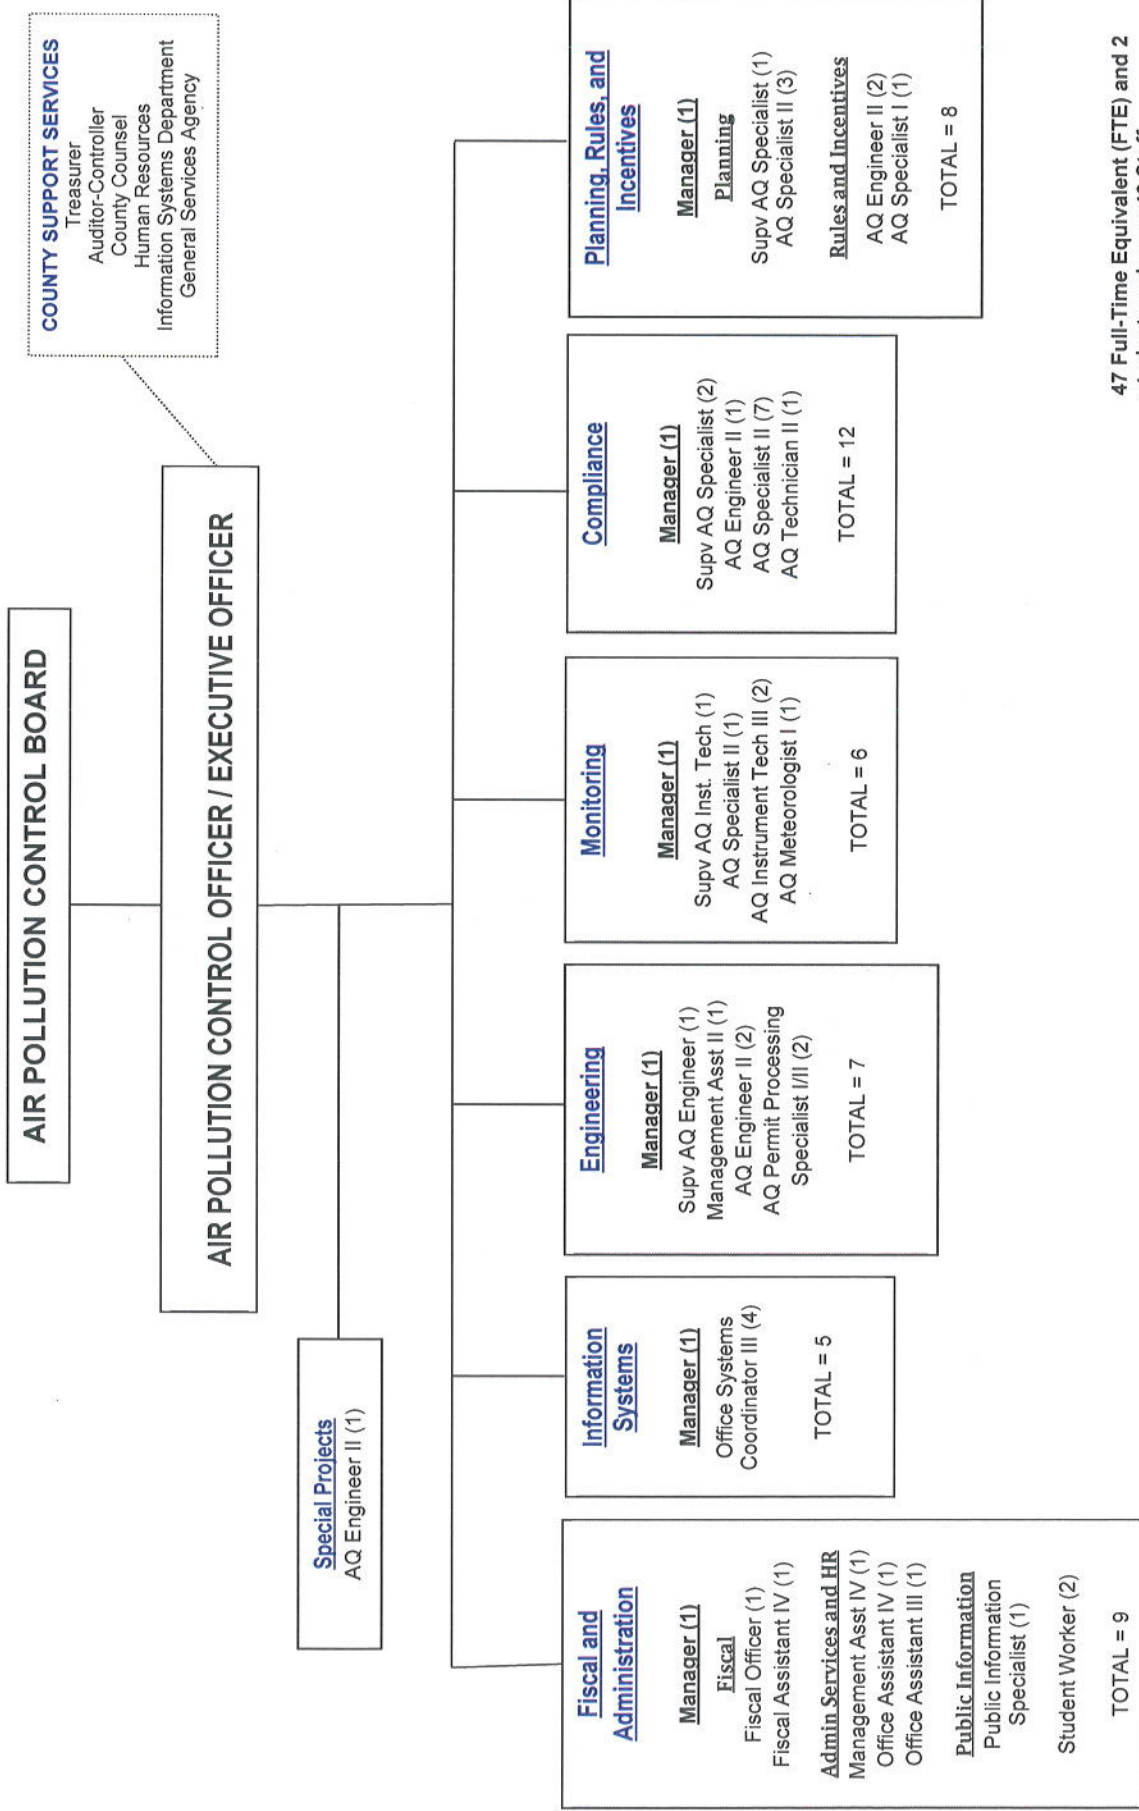 AIR POLLUTION CONTROL BOARD
AIR POLLUTION CONTROL OFFICER / EXECUTIVE OFFICER
COUNTY SUPPORT SERVICES
Treasurer
Auditor-Controller
County Counsel
Human Resources
Information Systems Department
General Services Agency
Special Projects
AQ Engineer II (1)
Fiscal and
Administration
Manager (1)
Fiscal
Fiscal Officer (1)
Fiscal Assistant IV (1)
Admin Services and HR
Management Asst IV (1)
Office Assistant IV (1)
Office Assistant III (1)
Public Information
Public Information
Specialist (1)
Student Worker (2)
TOTAL = 9
Information
Systems
Manager (1)
Office Systems
Coordinator III (4)
TOTAL = 5
Engineering
Manager (1)
Supv AQ Engineer (1)
Management Asst II (1)
AQ Engineer II (2)
AQ Permit Processing
Specialist I/II (2)
TOTAL = 7
Monitoring
Manager (1)
Supv AQ Inst. Tech (1)
AQ Specialist II (1)
AQ Instrument Tech III (2)
AQ Meteorologist I (1)
TOTAL = 6
Compliance
Manager (1)
Supv AQ Specialist (2)
AQ Engineer II (1)
AQ Specialist II (7)
AQ Technician II (1)
TOTAL = 12
Planning, Rules, and
Incentives
Manager (1)
Planning
Supv AQ Specialist (1)
AQ Specialist II (3)
Rules and Incentives
AQ Engineer II (2)
AQ Specialist I (1)
TOTAL = 8
47 Full-Time Equivalent (FTE) and 2